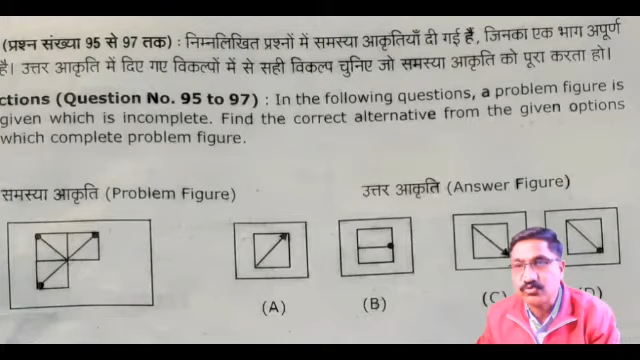 (प्रश्न संख्या 95 से 97 तक) : निम्नलिखित प्रश्नों में समस्या आकृतियाँ दी गई हैं, जिनका एक भाग अपूर्ण
है। उत्तर आकृति में दिए गए विकल्पों में से सही विकल्प चुनिए जो समस्या आकृति को पूरा करता हो।
ctions (Question No. 95 to 97) : In the following questions, a problem figure is
given which is incomplete. Find the correct alternative from the given options
which complete problem figure.
समस्या आकृति (Problem Figure) उत्तर आकृति (Answer Figure)
(A) (B) (C) (D)